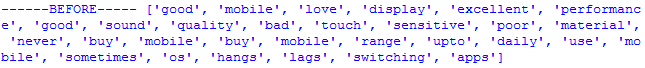 ------BEFORE----- ['good', 'mobile', 'love', 'display', 'excellent', 'performanc
e', 'good', 'sound', 'quality', 'bad', 'touch', 'sensitive', 'poor', 'material',
 'never', 'buy', 'mobile', 'buy', 'mobile', 'range', 'upto', 'daily', 'use', 'mo
bile', 'sometimes', 'os', 'hangs', 'lags', 'switching', 'apps']